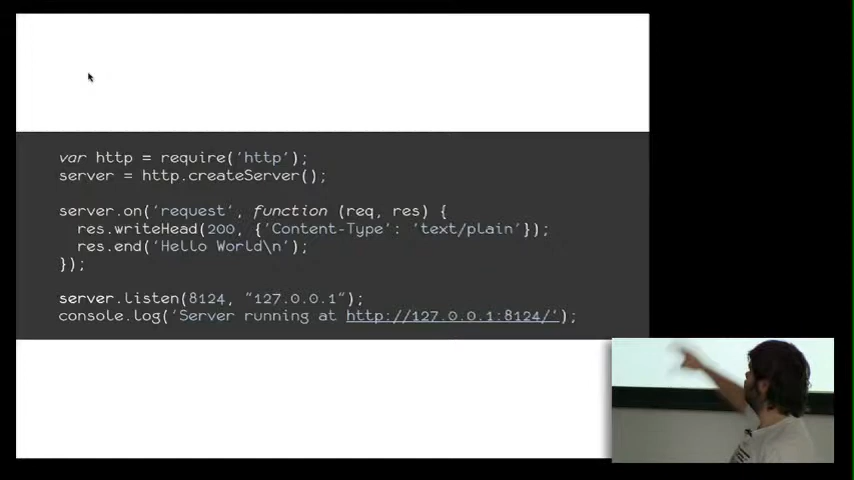 var http = require('http');
server = http.createServer();
server.on('request', function (req, res) {
res.writeHead(200, {'Content-Type': 'text/plain'});
res.end('Hello World\n');
});
server.listen(8124, "127.0.0.1");
console.log('Server running at http://127.0.0.1:8124/');